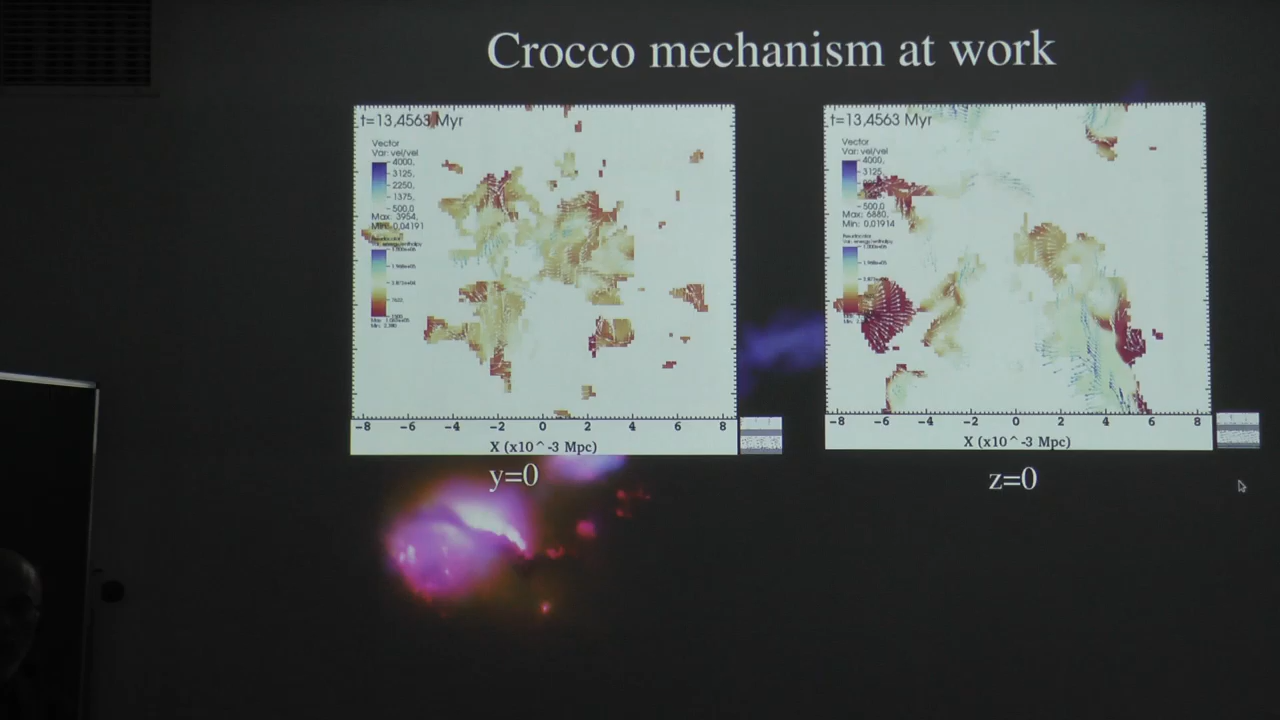 Crocco mechanism at work
t=13,4563 Myr
Vector
Var: vel/vel
4000,
3125,
2250,
1375,
500,0
Max: 3954,
Min: 0,04191
-8 -6 -4 -2 0 2 4 6 8
X (x10^-3 Mpc)
y=0
t=13,4563 Myr
Vector
Var: vel/vel
4000,
3125,
500,0
Max: 6880,
Min: 0,01914
-8 -6 -4 -2 0 2 4 6 8
X (x10^-3 Mpc)
z=0